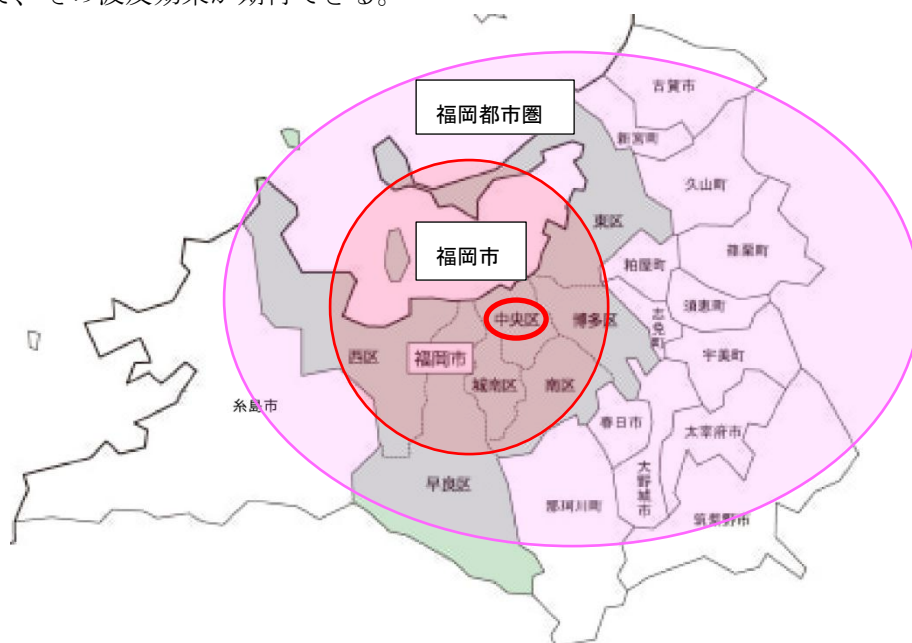 その波及効果が期待できる。
古賀市
福岡都市圏
新宮町
久山町
東区
福岡市
粕屋町
篠栗町
須恵町
中央区
博多区
志免町
宇美町
西区
福岡市
城南区
南区
糸島市
春日市
太宰府市
早良区
大野城市
那珂川町
筑紫野市